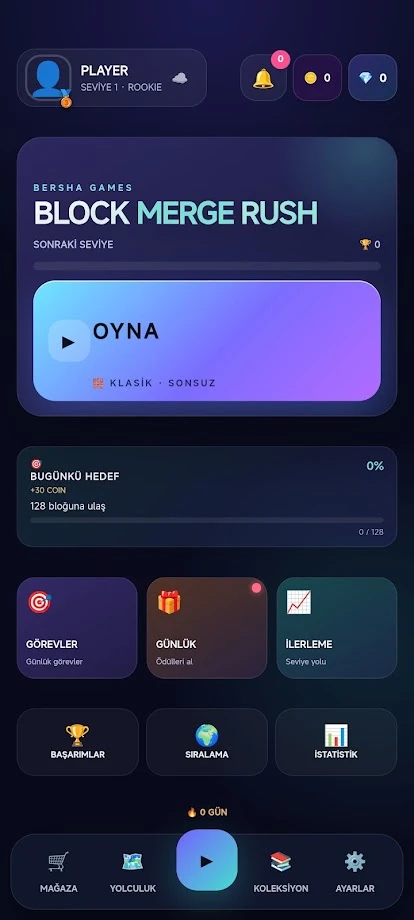 PLAYER
SEVİYE 1 · ROOKIE
0
0
0
BERSHA GAMES
BLOCK MERGE RUSH
SONRAKİ SEVİYE
0
OYNA
KLASİK · SONSUZ
BUGÜNKÜ HEDEF
0%
+30 COIN
128 bloğuna ulaş
0 / 128
GÖREVLER
Günlük görevler
GÜNLÜK
Ödülleri al
İLERLEME
Seviye yolu
BAŞARIMLAR
SIRALAMA
İSTATİSTİK
0 GÜN
MAĞAZA
YOLCULUK
KOLEKSİYON
AYARLAR